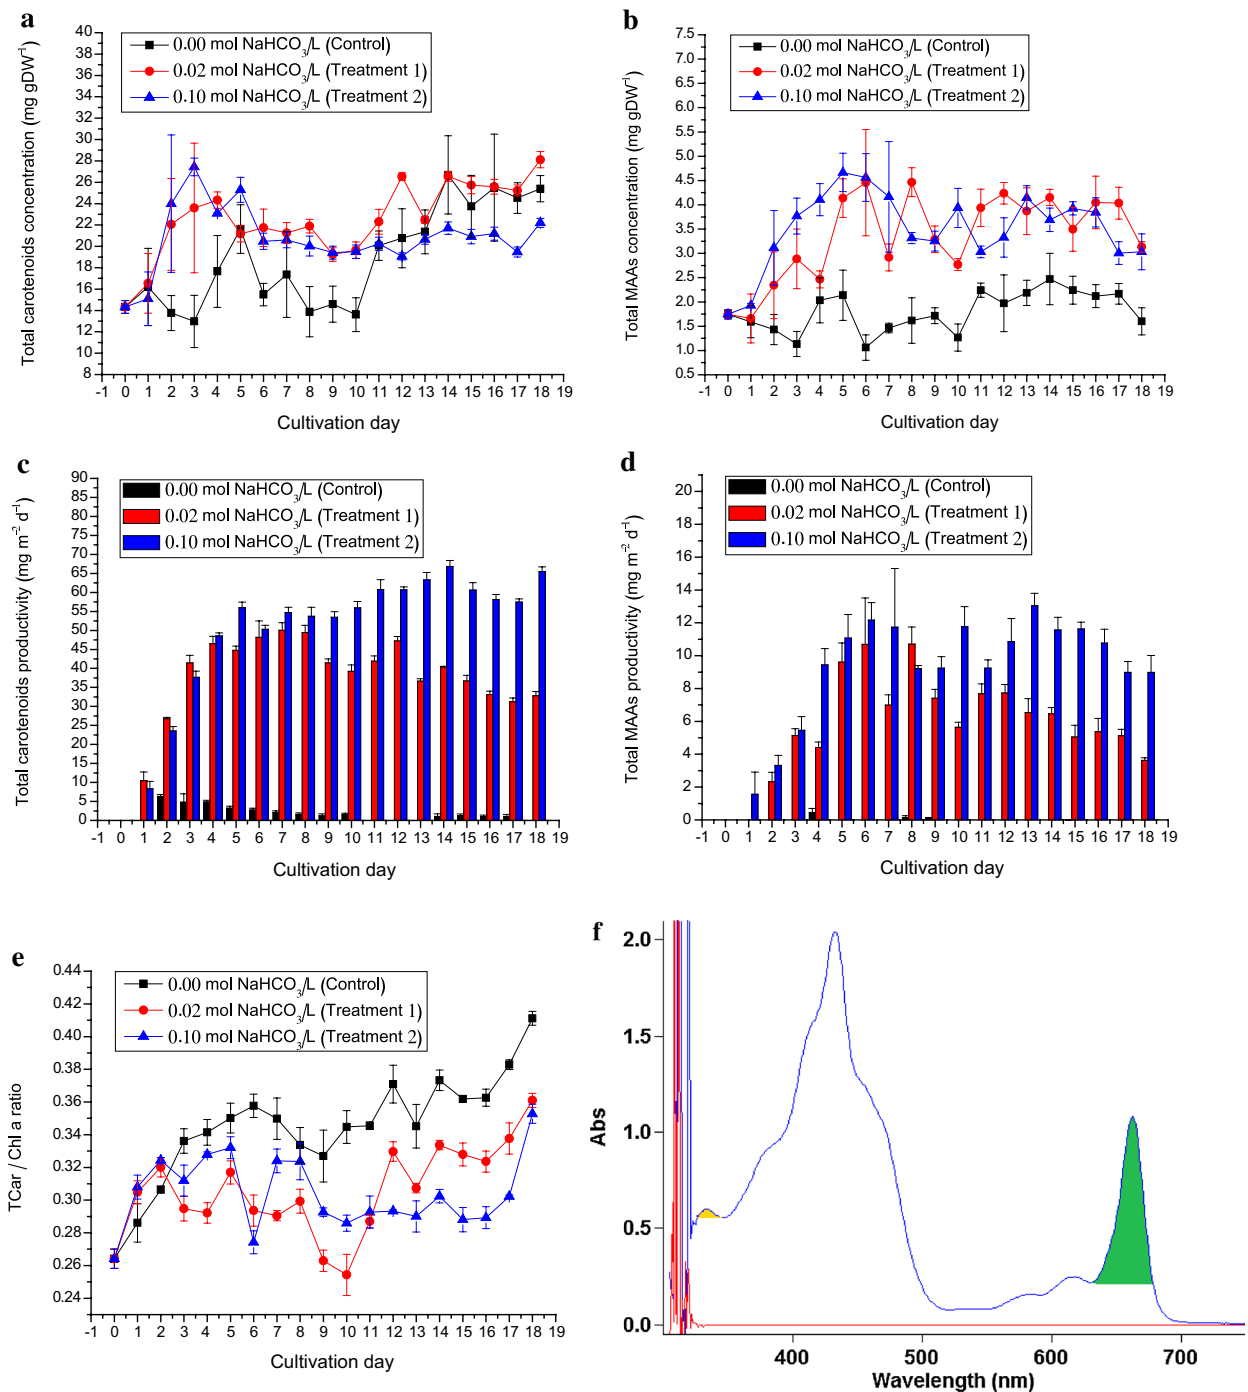 a
0.00 mol NaHCO3/L (Control)
0.02 mol NaHCO3/L (Treatment 1)
0.10 mol NaHCO3/L (Treatment 2)
Total carotenoids concentration (mg gDW⁻¹)
40
38
36
34
32
30
28
26
24
22
20
18
16
14
12
10
8
-1 0 1 2 3 4 5 6 7 8 9 10 11 12 13 14 15 16 17 18 19
Cultivation day
b
0.00 mol NaHCO3/L (Control)
0.02 mol NaHCO3/L (Treatment 1)
0.10 mol NaHCO3/L (Treatment 2)
Total MAAs concentration (mg gDW⁻¹)
7.5
7.0
6.5
6.0
5.5
5.0
4.5
4.0
3.5
3.0
2.5
2.0
1.5
1.0
0.5
-1 0 1 2 3 4 5 6 7 8 9 10 11 12 13 14 15 16 17 18 19
Cultivation day
c
0.00 mol NaHCO3/L (Control)
0.02 mol NaHCO3/L (Treatment 1)
0.10 mol NaHCO3/L (Treatment 2)
Total carotenoids productivity (mg m⁻² d⁻¹)
90
85
80
75
70
65
60
55
50
45
40
35
30
25
20
15
10
5
0
-1 0 1 2 3 4 5 6 7 8 9 10 11 12 13 14 15 16 17 18 19
Cultivation day
d
0.00 mol NaHCO3/L (Control)
0.02 mol NaHCO3/L (Treatment 1)
0.10 mol NaHCO3/L (Treatment 2)
Total MAAs productivity (mg m⁻² d⁻¹)
20
18
16
14
12
10
8
6
4
2
0
-1 0 1 2 3 4 5 6 7 8 9 10 11 12 13 14 15 16 17 18 19
Cultivation day
e
0.00 mol NaHCO3/L (Control)
0.02 mol NaHCO3/L (Treatment 1)
0.10 mol NaHCO3/L (Treatment 2)
TCar / Chl a ratio
0.44
0.42
0.40
0.38
0.36
0.34
0.32
0.30
0.28
0.26
0.24
-1 0 1 2 3 4 5 6 7 8 9 10 11 12 13 14 15 16 17 18 19
Cultivation day
f
Abs
2.0
1.5
1.0
0.5
0.0
400 500 600 700
Wavelength (nm)